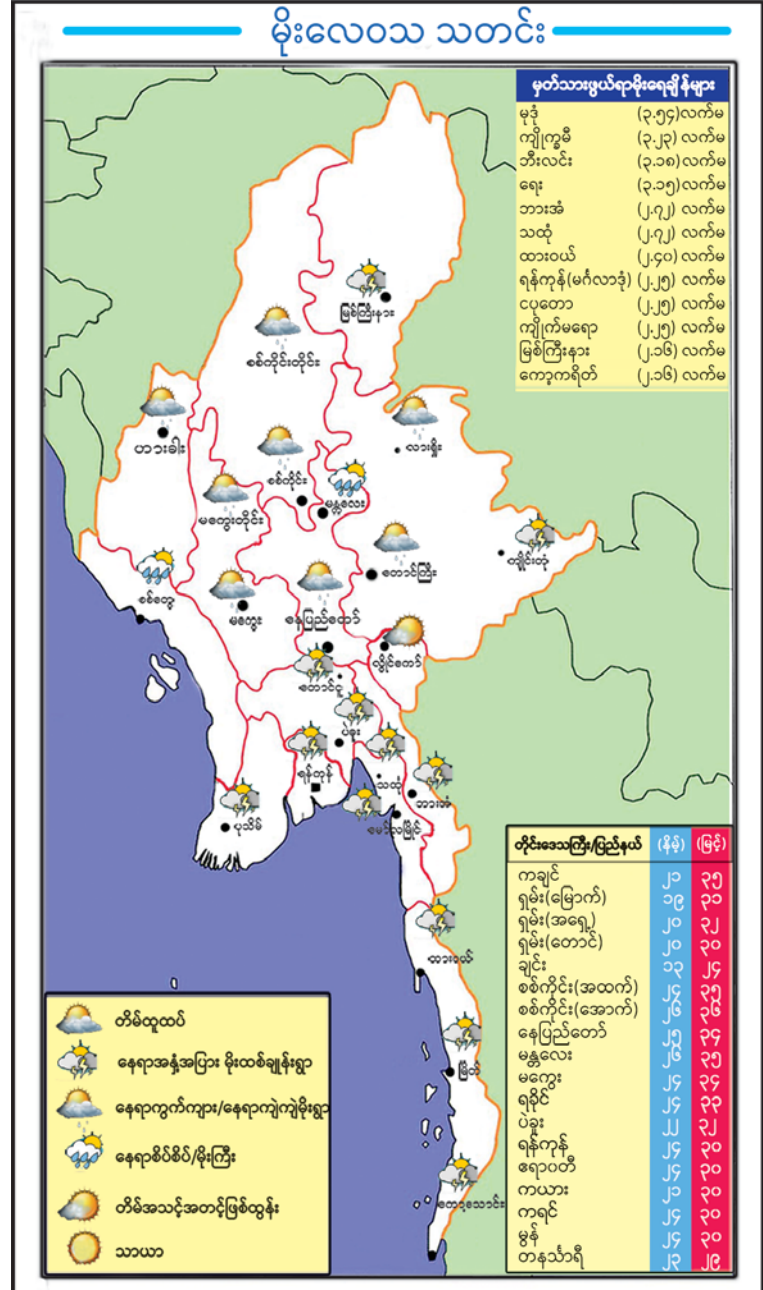 မိုးလေဝသ သတင်း
မှတ်သားဖွယ်ရာမိုးရေချိန်များ
မုဒုံ (၃.၅၄)လက်မ
ကျိုက္ခမီ (၃.၂၃) လက်မ
ဘီးလင်း (၃.၁၈)လက်မ
ရေး (၃.၁၅)လက်မ
ဘားအံ (၂.၇၂) လက်မ
သထုံ (၂.၇၂) လက်မ
ထားဝယ် (၂.၄၀) လက်မ
ရန်ကုန်(မင်္ဂလာဒုံ) (၂.၂၅) လက်မ
ငပုတော (၂.၂၅) လက်မ
ကျိုက်မရော (၂.၂၅) လက်မ
မြစ်ကြီးနား (၂.၁၆) လက်မ
ကော့ကရိတ် (၂.၁၆) လက်မ
မြစ်ကြီးနား
စစ်ကိုင်းတိုင်း
ဟားခါး
လားရှိုး
စစ်ကိုင်း
မန္တလေး
မကွေးတိုင်း
ကျိုင်းတုံ
တောင်ကြီး
စစ်တွေ
မကွေး
နေပြည်တော်
လွိုင်ကော်
တောင်ငူ
ပဲခူး
ရန်ကုန်
သထုံ
ဘားအံ
ပုသိမ်
မော်လမြိုင်
ထားဝယ်
မြိတ်
ကော့သောင်း
တိုင်းဒေသကြီး/ပြည်နယ် (နိမ့်) (မြင့်)
ကချင် ၂၁ ၃၅
ရှမ်း(မြောက်) ၁၉ ၃၁
ရှမ်း(အရှေ့) ၂၀ ၃၂
ရှမ်း(တောင်) ၂၀ ၃၀
ချင်း ၁၃ ၂၄
စစ်ကိုင်း(အထက်) ၂၄ ၃၅
စစ်ကိုင်း(အောက်) ၂၆ ၃၆
နေပြည်တော် ၂၅ ၃၄
မန္တလေး ၂၆ ၃၅
မကွေး ၂၄ ၃၄
ရခိုင် ၂၄ ၃၃
ပဲခူး ၂၂ ၃၂
ရန်ကုန် ၂၄ ၃၀
ဧရာ၀တီ ၂၄ ၃၀
ကယား ၂၁ ၃၀
ကရင် ၂၄ ၃၀
မွန် ၂၄ ၃၀
တနင်္သာရီ ၂၃ ၂၉
တိမ်ထူထပ်
နေရာအနှံ့အပြား မိုးထစ်ချုန်းရွာ
နေရာကွက်ကျား/နေရာကျဲကျဲမိုးရွာ
နေရာစိပ်စိပ်/မိုးကြီး
တိမ်အသင့်အတင့်ဖြစ်ထွန်း
သာယာ